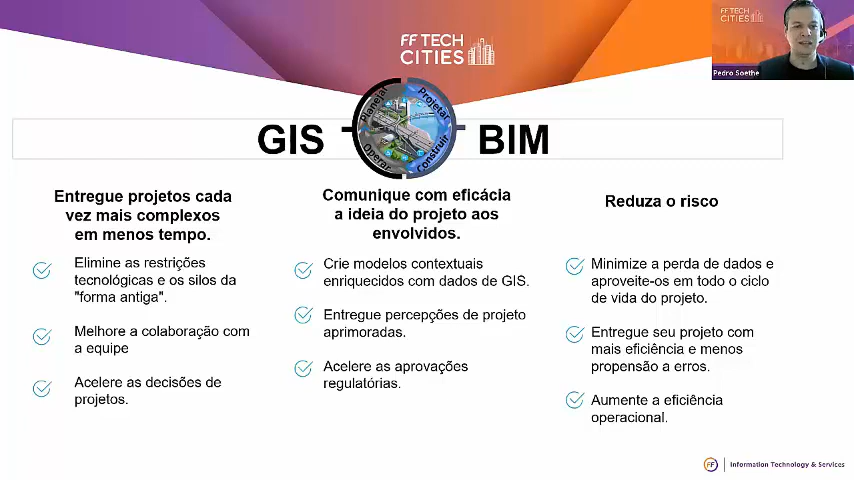 FF TECH
CITIES
FF TECH
CITIES
Pedro Soethe
Planejar
Projetar
GIS
BIM
Operar
Construir
Entregue projetos cada
vez mais complexos
em menos tempo.
Elimine as restrições
tecnológicas e os silos da
"forma antiga".
Melhore a colaboração com
a equipe
Acelere as decisões de
projetos.
Comunique com eficácia
a ideia do projeto aos
envolvidos.
Crie modelos contextuais
enriquecidos com dados de GIS.
Entregue percepções de projeto
aprimoradas.
Acelere as aprovações
regulatórias.
Reduza o risco
Minimize a perda de dados e
aproveite-os em todo o ciclo
de vida do projeto.
Entregue seu projeto com
mais eficiência e menos
propensão a erros.
Aumente a eficiência
operacional.
FF
Information Technology & Services